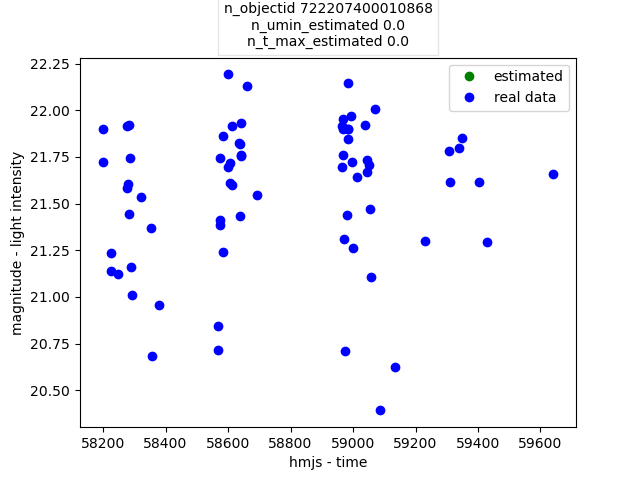 n_objectid 722207400010868
n_umin_estimated 0.0
n_t_max_estimated 0.0
estimated
real data
magnitude - light intensity
22.25
22.00
21.75
21.50
21.25
21.00
20.75
20.50
58200 58400 58600 58800 59000 59200 59400 59600
hmjs - time